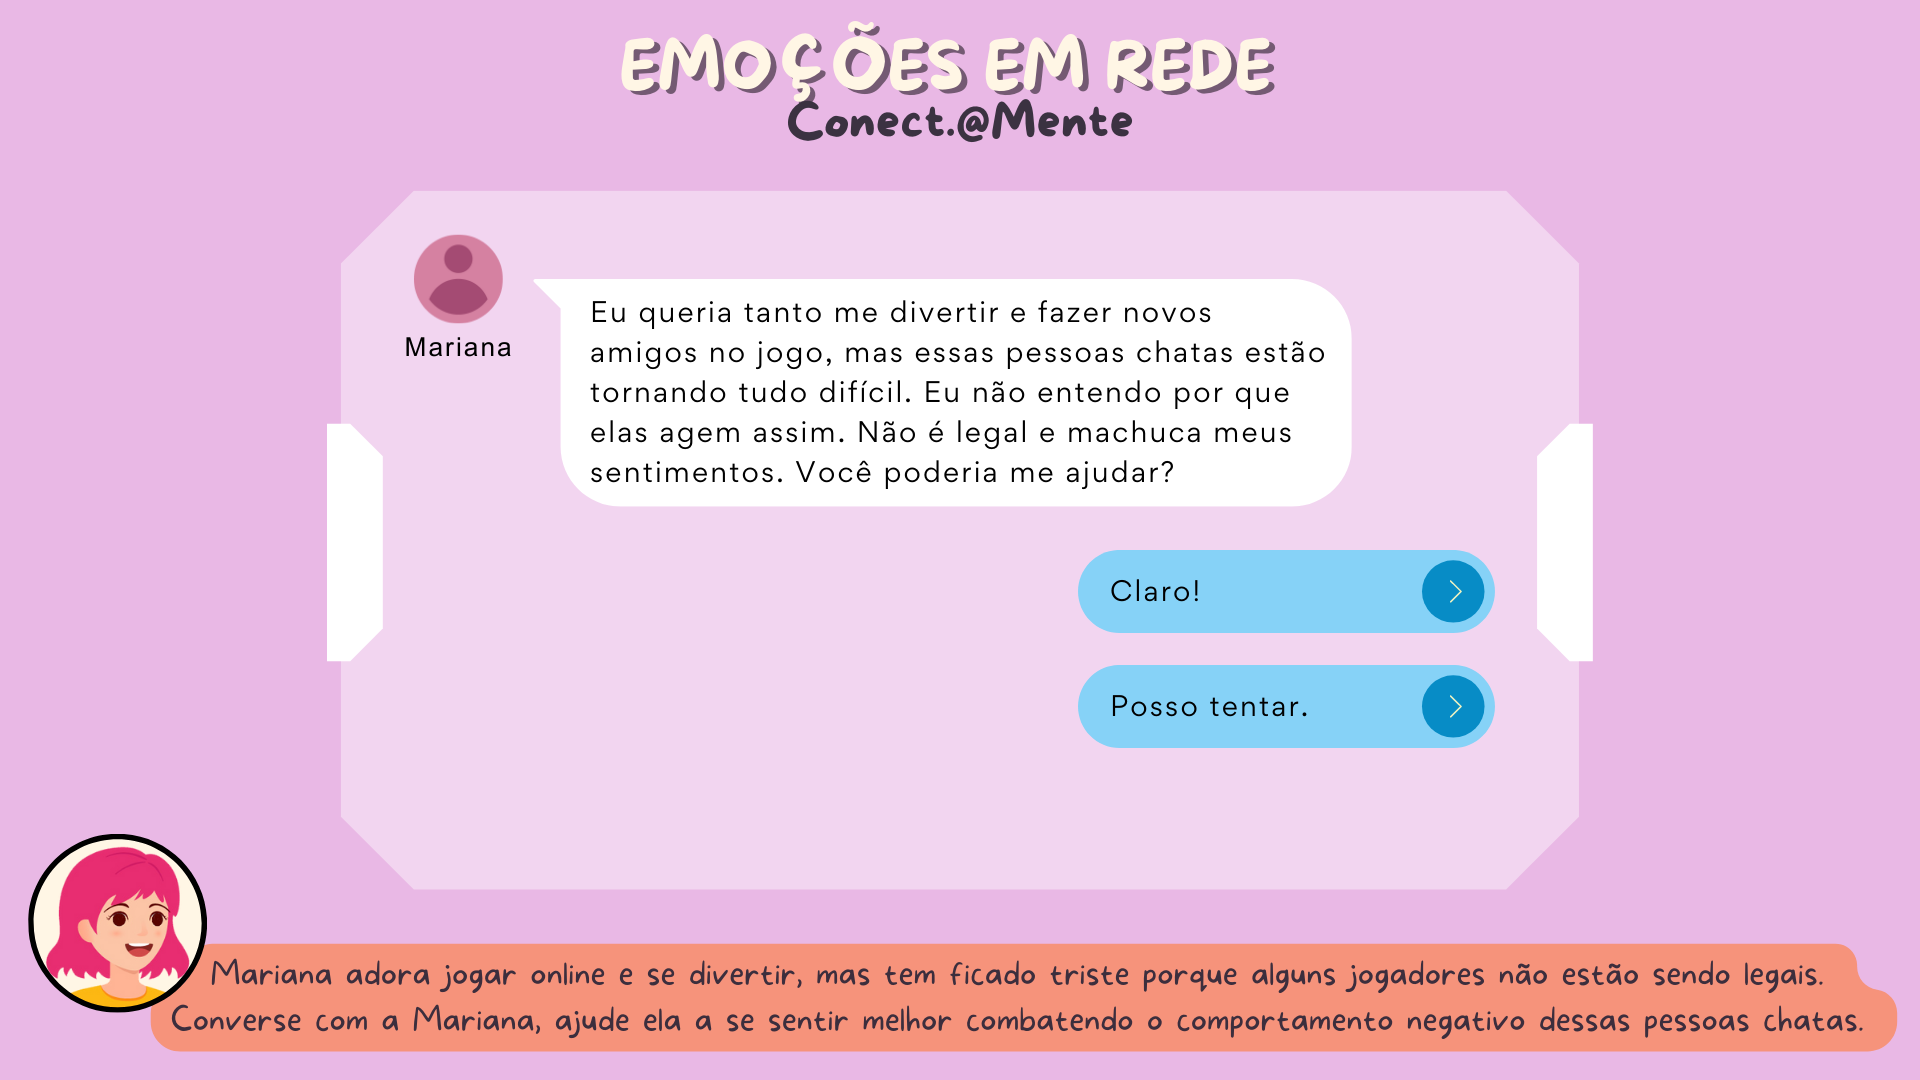 EMOÇÕES EM REDE
Conect.@Mente
Mariana
Eu queria tanto me divertir e fazer novos
amigos no jogo, mas essas pessoas chatas estão
tornando tudo difícil. Eu não entendo por que
elas agem assim. Não é legal e machuca meus
sentimentos. Você poderia me ajudar?
Claro!
Posso tentar.
Mariana adora jogar online e se divertir, mas tem ficado triste porque alguns jogadores não estão sendo legais.
Converse com a Mariana, ajude ela a se sentir melhor combatendo o comportamento negativo dessas pessoas chatas.